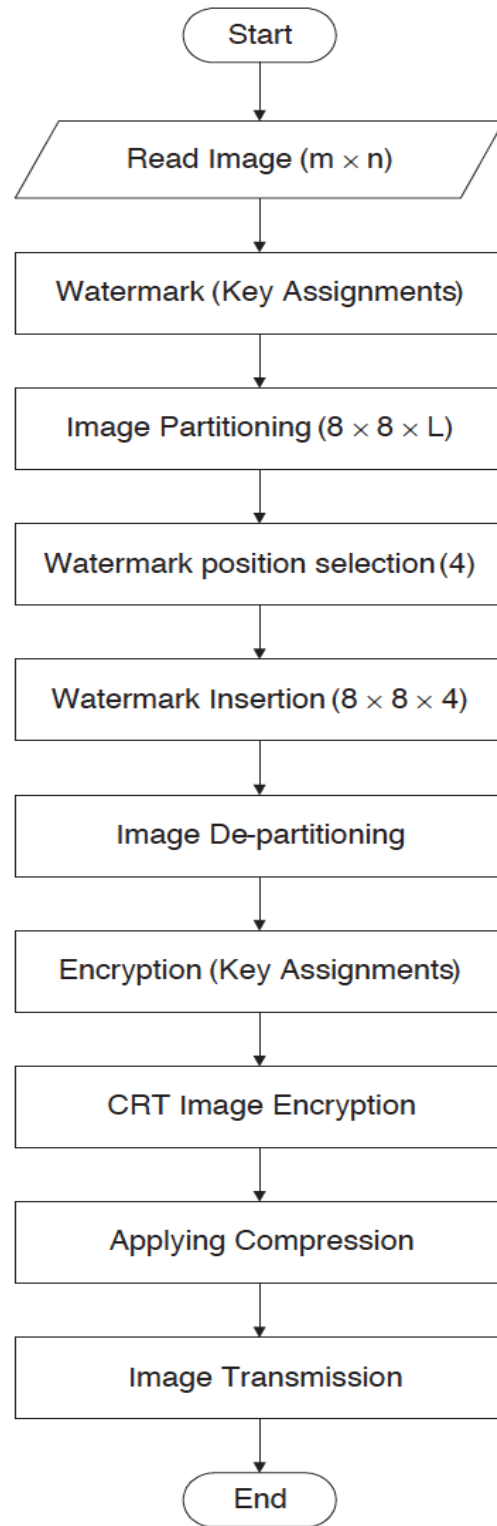 Start
Read Image (m × n)
Watermark (Key Assignments)
Image Partitioning (8 × 8 × L)
Watermark position selection (4)
Watermark Insertion (8 × 8 × 4)
Image De-partitioning
Encryption (Key Assignments)
CRT Image Encryption
Applying Compression
Image Transmission
End